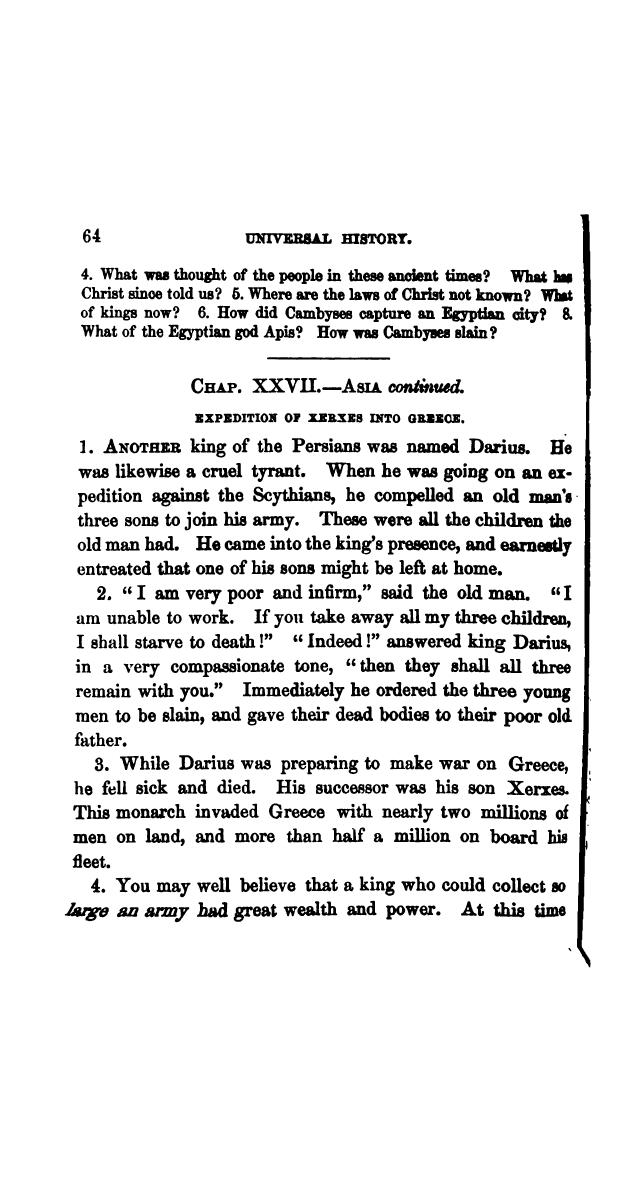 64 UNIVERSAL HISTORY.
4. What was thought of the people in these ancient times? What has
Christ since told us? 5. Where are the laws of Christ not known? What
of kings now? 6. How did Cambyses capture an Egyptian city? 8.
What of the Egyptian god Apis? How was Cambyses slain?
CHAP. XXVII.—ASIA continued.
EXPEDITION OF XERXES INTO GREECE.
1. ANOTHER king of the Persians was named Darius. He
was likewise a cruel tyrant. When he was going on an ex-
pedition against the Scythians, he compelled an old man's
three sons to join his army. These were all the children the
old man had. He came into the king's presence, and earnestly
entreated that one of his sons might be left at home.
2. "I am very poor and infirm," said the old man. "I
am unable to work. If you take away all my three children,
I shall starve to death!" "Indeed!" answered king Darius,
in a very compassionate tone, "then they shall all three
remain with you." Immediately he ordered the three young
men to be slain, and gave their dead bodies to their poor old
father.
3. While Darius was preparing to make war on Greece,
he fell sick and died. His successor was his son Xerxes.
This monarch invaded Greece with nearly two millions of
men on land, and more than half a million on board his
fleet.
4. You may well believe that a king who could collect so
large an army had great wealth and power. At this time